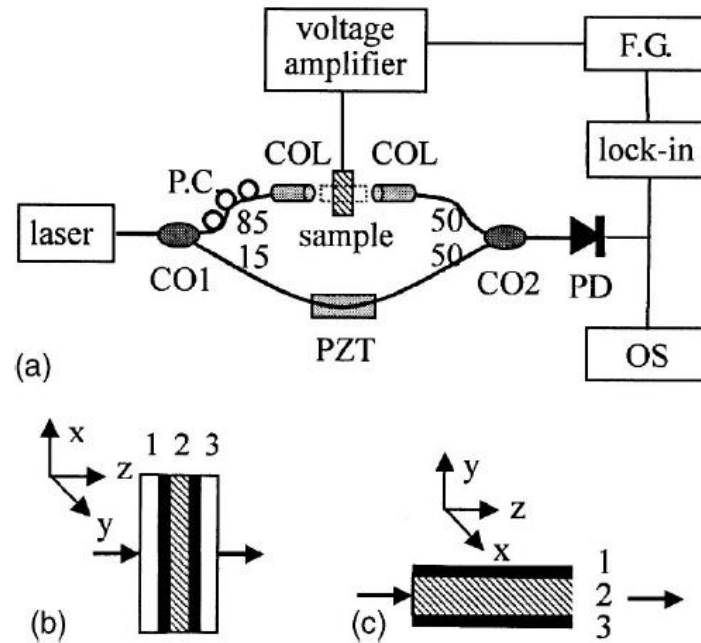 voltage
amplifier
F.G.
lock-in
COL
COL
P.C.
laser
85
sample
50
15
50
CO1
CO2
PD
PZT
OS
(a)
x
1 2 3
z
y
(b)
y
z
x
1
2
3
(c)